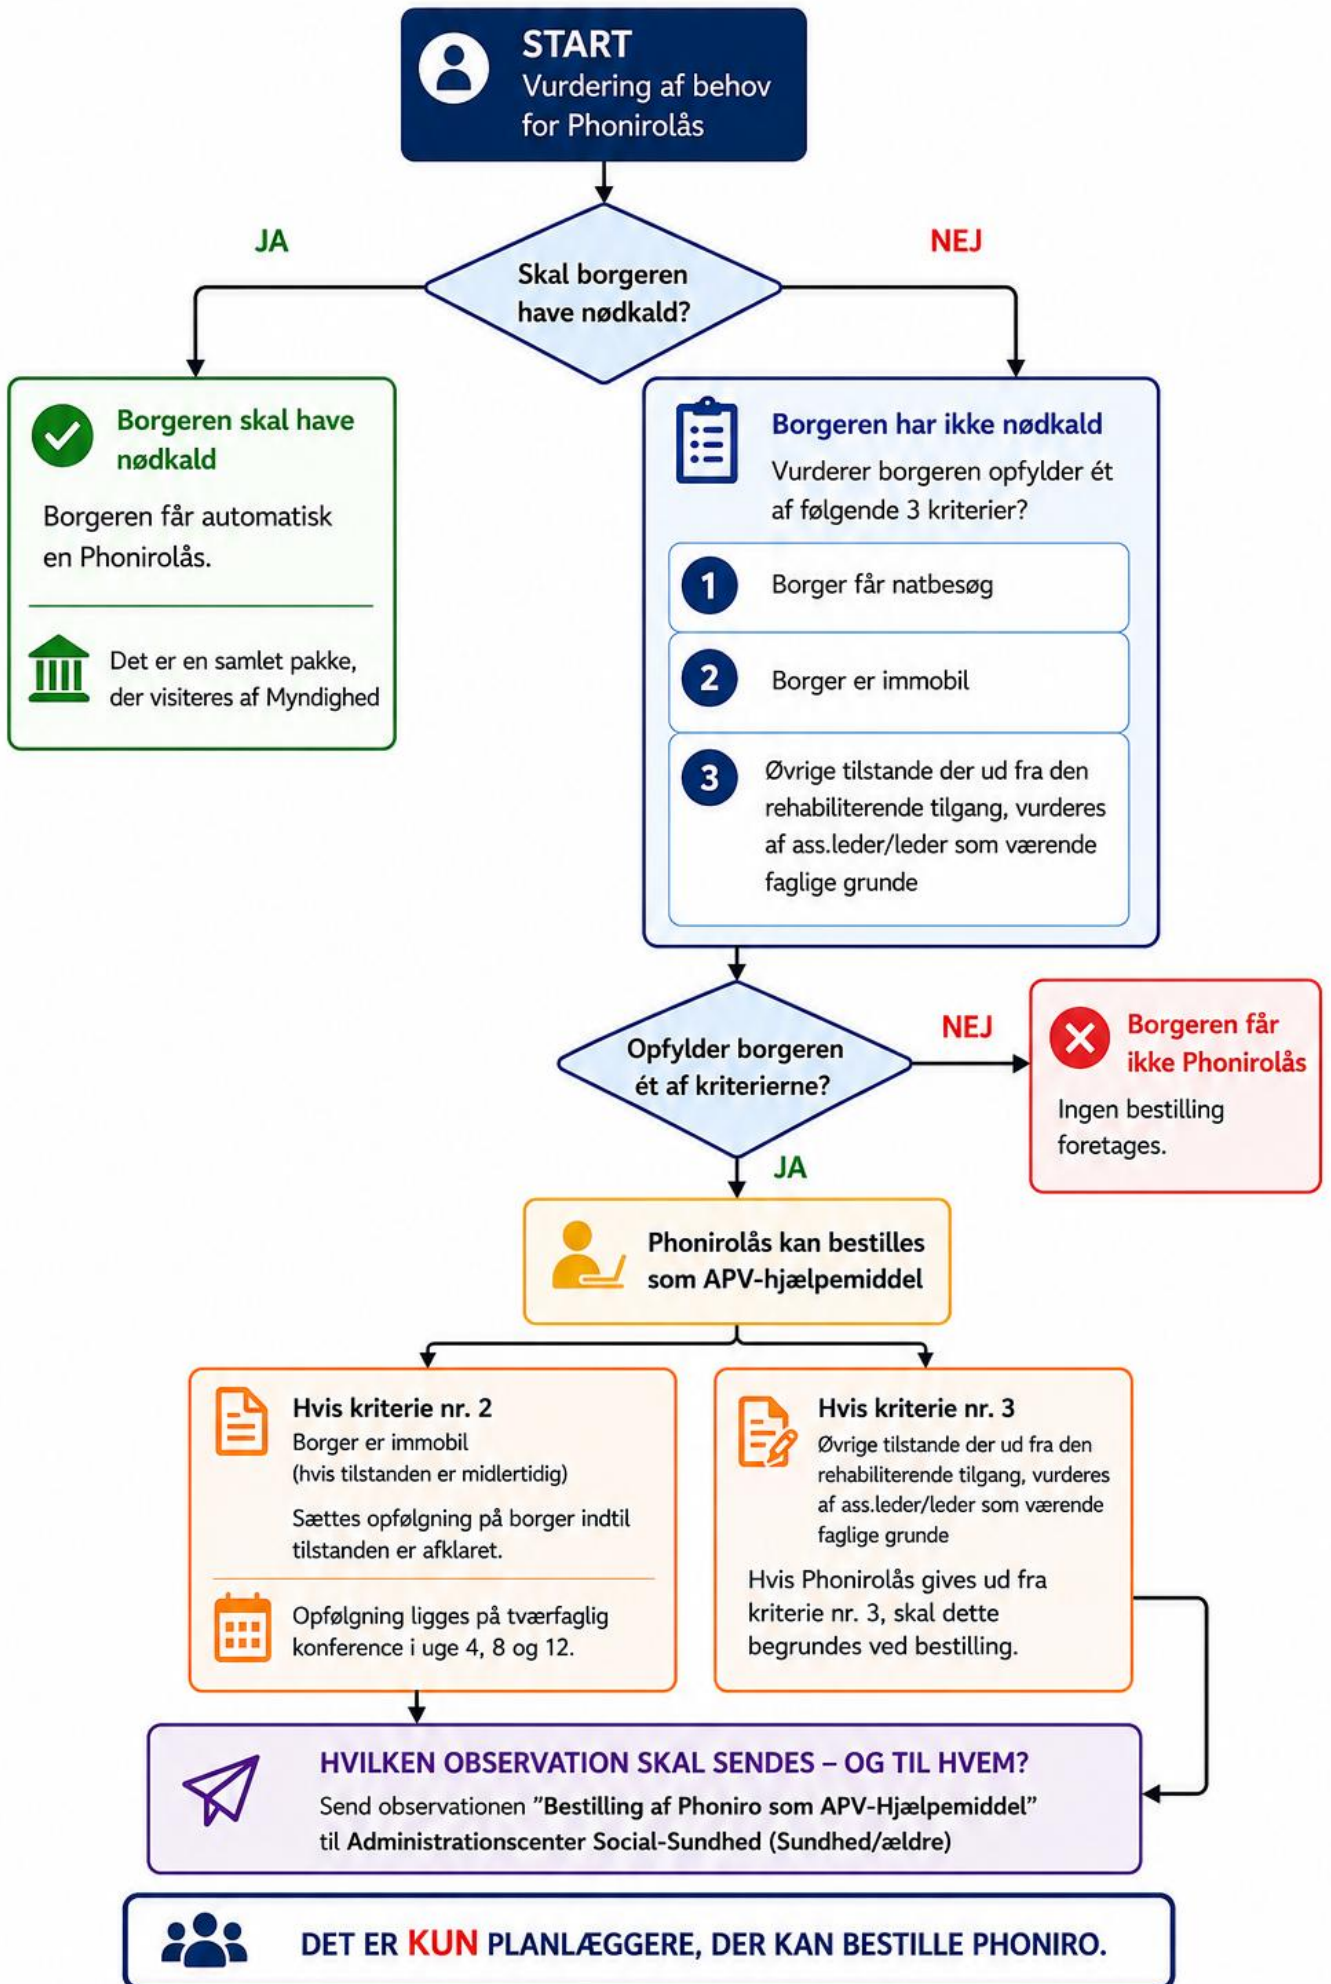 START
Vurdering af behov
for Phonirolås
JA
NEJ
Skal borgeren
have nødkald?
Borgeren skal have
nødkald
Borgeren får automatisk
en Phonirolås.
Det er en samlet pakke,
der visiteres af Myndighed
Borgeren har ikke nødkald
Vurderer borgeren opfylder ét
af følgende 3 kriterier?
1
Borger får natbesøg
2
Borger er immobil
3
Øvrige tilstande der ud fra den
rehabiliterende tilgang, vurderes
af ass.leder/leder som værende
faglige grunde
Opfylder borgeren
ét af kriterierne?
NEJ
Borgeren får
ikke Phonirolås
Ingen bestilling
foretages.
JA
Phonirolås kan bestilles
som APV-hjælpemiddel
Hvis kriterie nr. 2
Borger er immobil
(hvis tilstanden er midlertidig)
Sættes opfølgning på borger indtil
tilstanden er afklaret.
Opfølgning ligges på tværfaglig
konference i uge 4, 8 og 12.
Hvis kriterie nr. 3
Øvrige tilstande der ud fra den
rehabiliterende tilgang, vurderes
af ass.leder/leder som værende
faglige grunde
Hvis Phonirolås gives ud fra
kriterie nr. 3, skal dette
begrundes ved bestilling.
HVILKEN OBSERVATION SKAL SENDES – OG TIL HVEM?
Send observationen ”Bestilling af Phoniro som APV-Hjælpemiddel”
til Administrationscenter Social-Sundhed (Sundhed/ældre)
DET ER KUN PLANLÆGGERE, DER KAN BESTILLE PHONIRO.